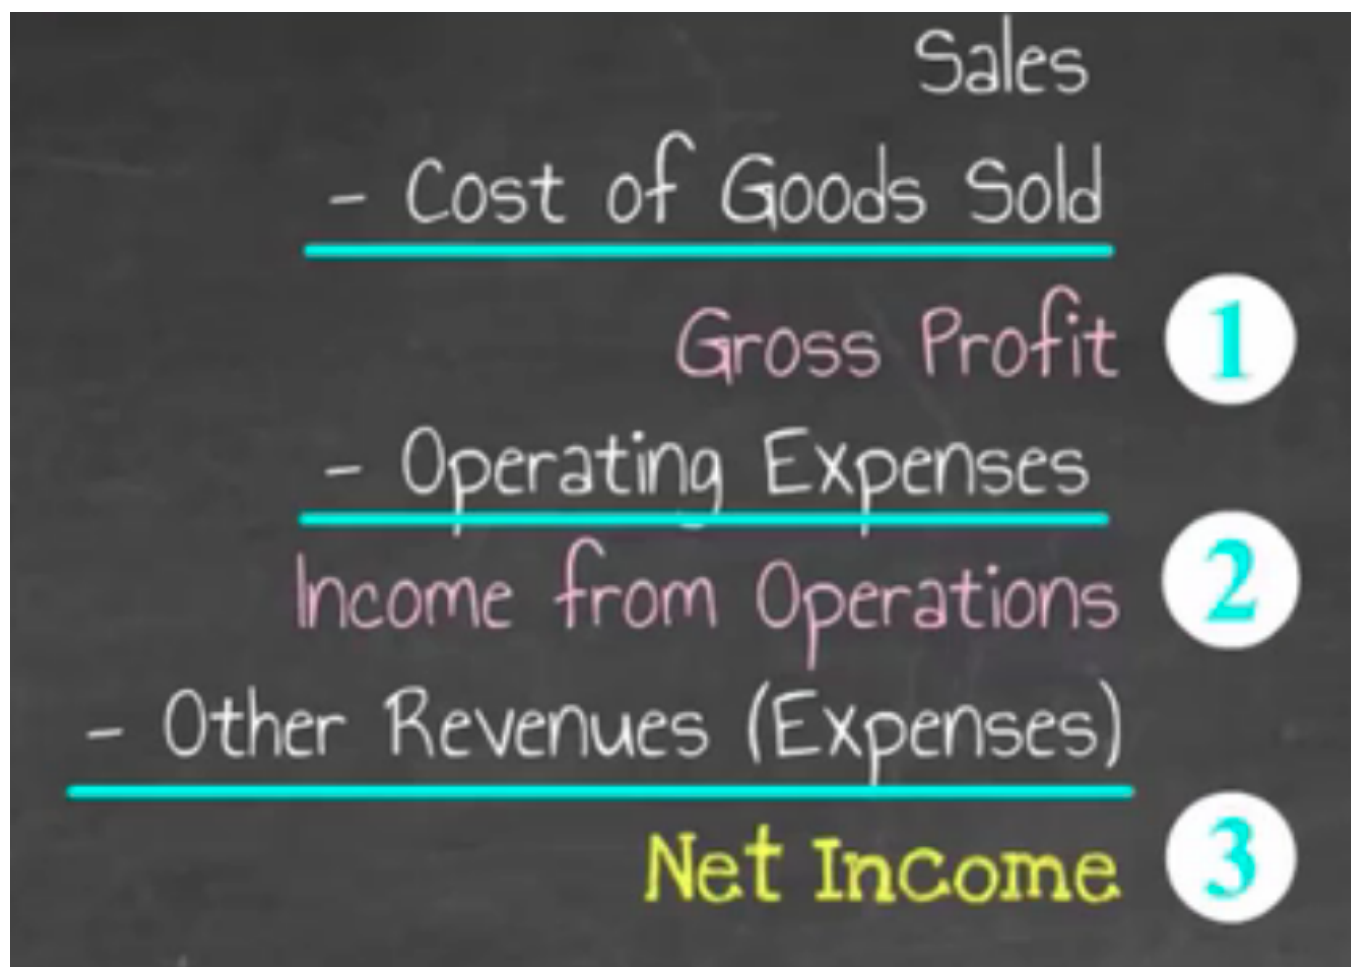 Sales
- Cost of Goods Sold
Gross Profit 1
- Operating Expenses
Income from Operations 2
- Other Revenues (Expenses)
Net Income 3